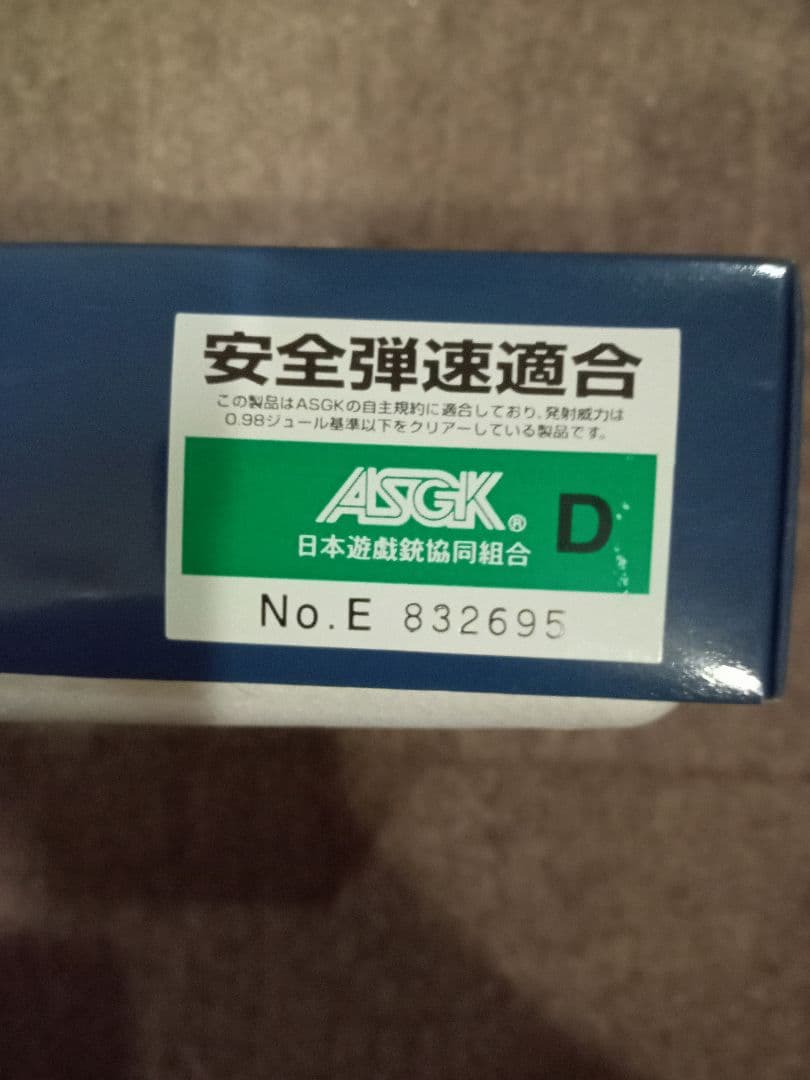 安全弾速適合
この製品はASGKの自主規約に適合しており、発射威力は
0.98ジュール基準以下をクリアーしている製品です。
ASGK® D
日本遊戯銃協同組合
No.E 832695